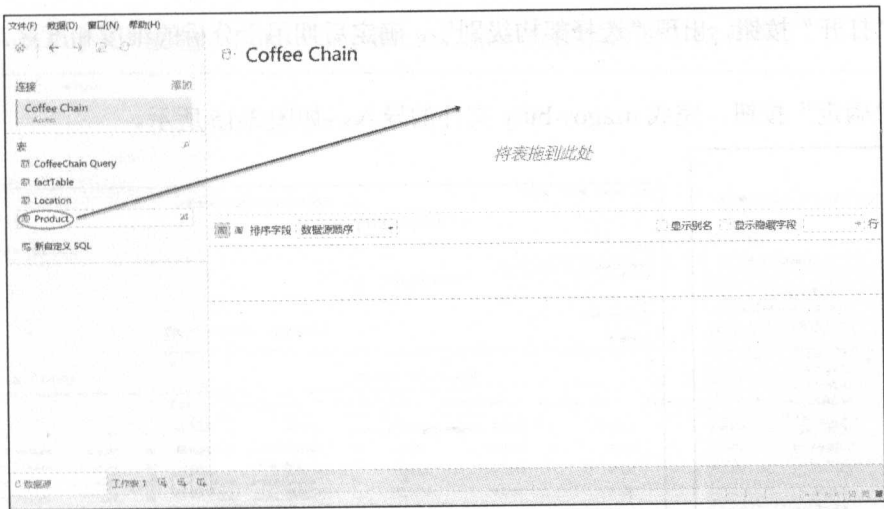 文件(F) 数据(D) 窗口(N) 帮助(H)
Coffee Chain
连接 添加
Coffee Chain
Access
表
CoffeeChain Query
factTable
Location
Product
新自定义 SQL
将表拖到此处
排序字段 数据源顺序
显示别名 显示隐藏字段 行
数据源 工作表 1